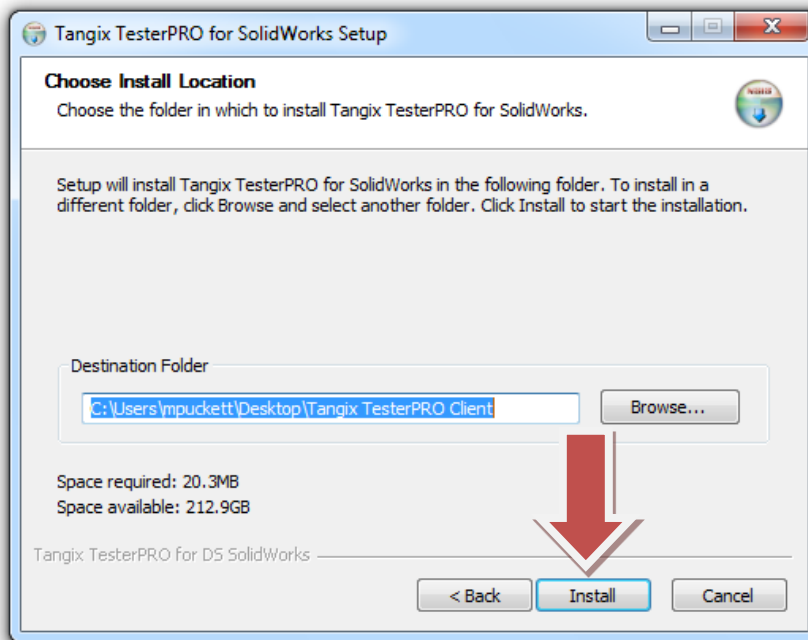 Tangix TesterPRO for SolidWorks Setup
Choose Install Location
Choose the folder in which to install Tangix TesterPRO for SolidWorks.
Setup will install Tangix TesterPRO for SolidWorks in the following folder. To install in a
different folder, click Browse and select another folder. Click Install to start the installation.
Destination Folder
C:\Users\mpuckett\Desktop\Tangix TesterPRO Client
Browse...
Space required: 20.3MB
Space available: 212.9GB
Tangix TesterPRO for DS SolidWorks
< Back
Install
Cancel